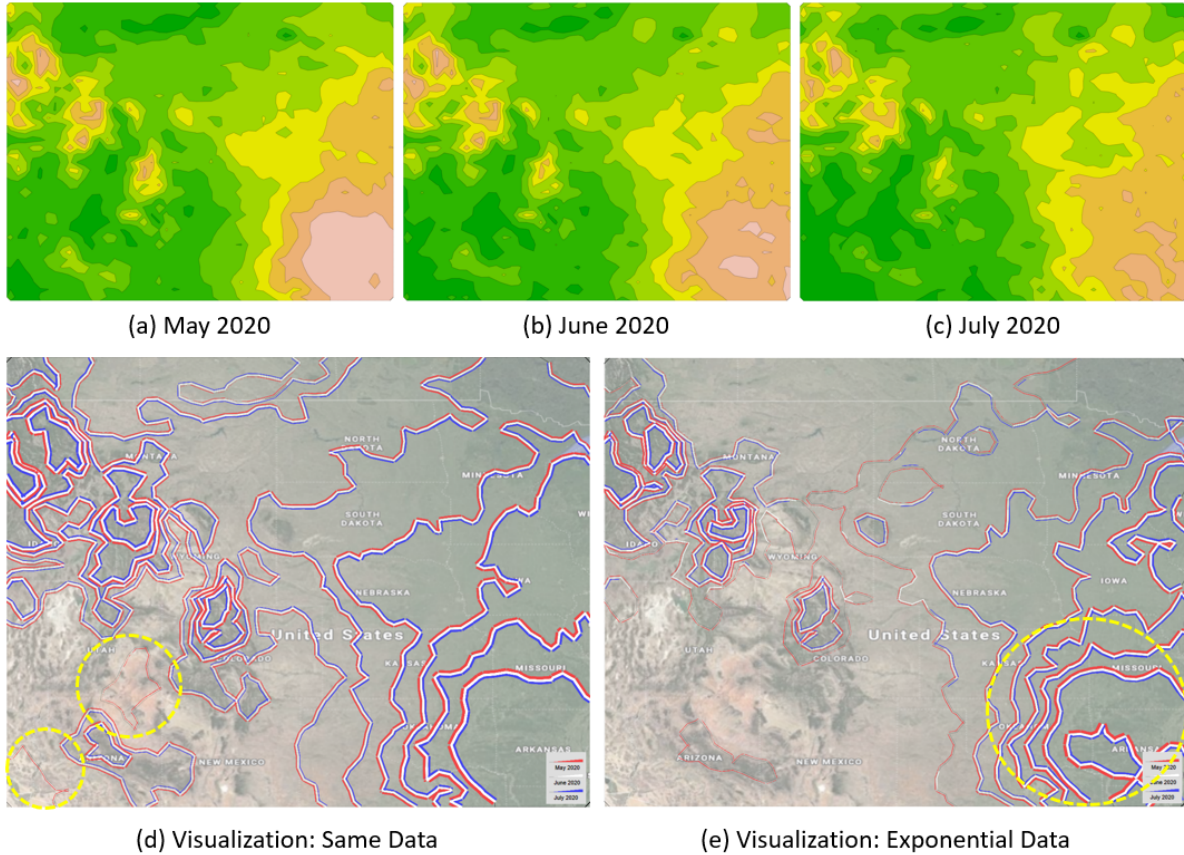 (a) May 2020
(b) June 2020
(c) July 2020
NORTH
DAKOTA
MONTANA
MINNESOTA
SOUTH
DAKOTA
IDAHO
WYOMING
NEBRASKA
UTAH
United States
COLORADO
KANSAS
MISSOURI
NEW MEXICO
ARKANSAS
May 2020
June 2020
July 2020
NORTH
DAKOTA
MONTANA
MINNESOTA
SOUTH
DAKOTA
IDAHO
WYOMING
IOWA
NEBRASKA
UTAH
United States
COLORADO
KANSAS
MISSOURI
ARIZONA
NEW MEXICO
May 2020
June 2020
July 2020
(d) Visualization: Same Data
(e) Visualization: Exponential Data